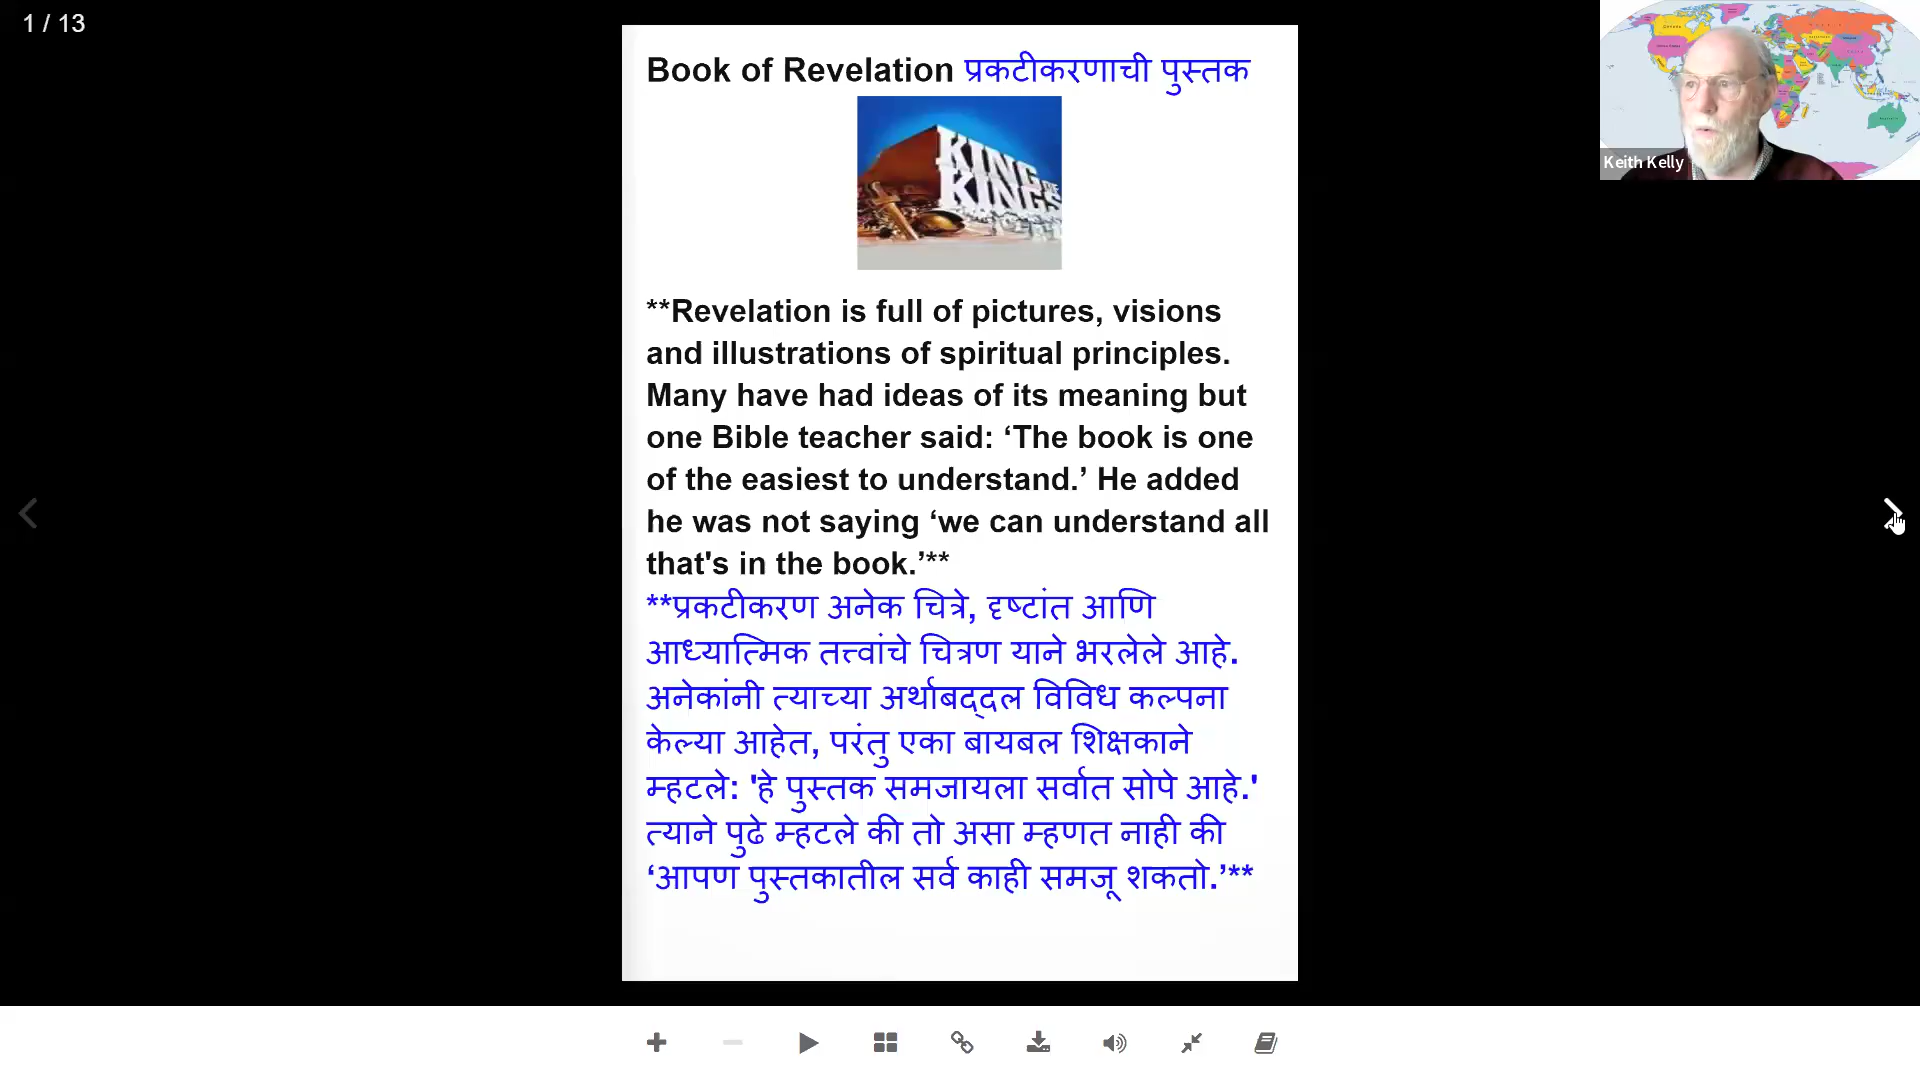 1 / 13
Book of Revelation प्रकटीकरणाची पुस्तक
KING OF
KINGS
**Revelation is full of pictures, visions
and illustrations of spiritual principles.
Many have had ideas of its meaning but
one Bible teacher said: ‘The book is one
of the easiest to understand.’ He added
he was not saying ‘we can understand all
that's in the book.’**
**प्रकटीकरण अनेक चित्रे, दृष्टांत आणि
आध्यात्मिक तत्त्वांचे चित्रण याने भरलेले आहे.
अनेकांनी त्याच्या अर्थाबद्दल विविध कल्पना
केल्या आहेत, परंतु एका बायबल शिक्षकाने
म्हटले: 'हे पुस्तक समजायला सर्वात सोपे आहे.'
त्याने पुढे म्हटले की तो असा म्हणत नाही की
‘आपण पुस्तकातील सर्व काही समजू शकतो.’**
Keith Kelly